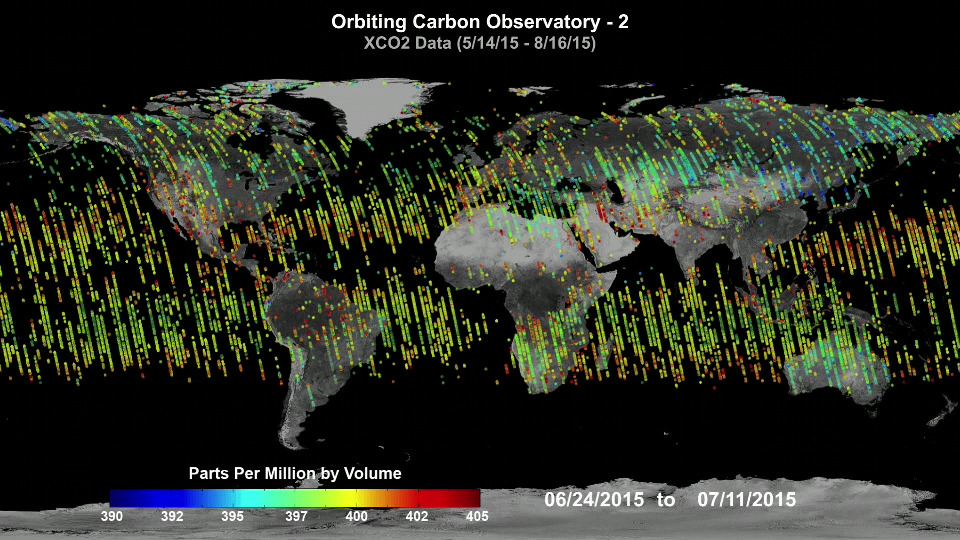 Orbiting Carbon Observatory - 2
XCO2 Data (5/14/15 - 8/16/15)
Parts Per Million by Volume
390 392 395 397 400 402 405
06/24/2015 to 07/11/2015